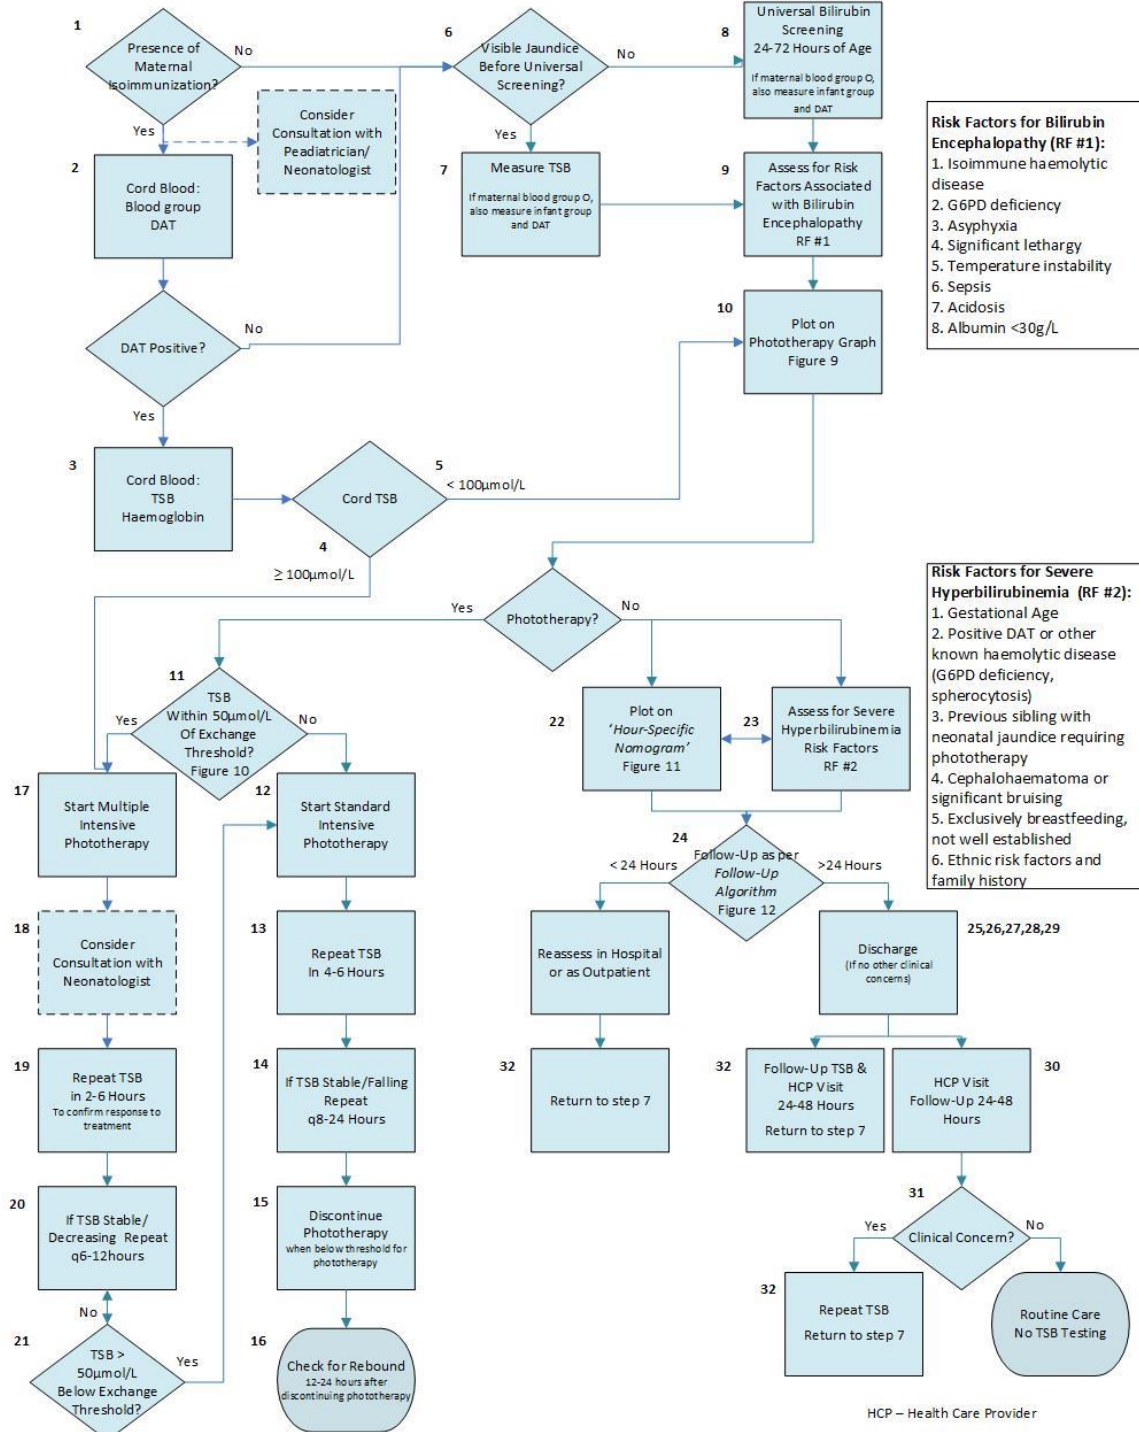 1
Presence of
Maternal
Isoimmunization?
No
Yes
Consider
Consultation with
Peadiatrician/
Neonatologist
2
Cord Blood:
Blood group
DAT
DAT Positive?
No
Yes
3
Cord Blood:
TSB
Haemoglobin
Cord TSB
5
< 100µmol/L
4
≥ 100µmol/L
6
Visible Jaundice
Before Universal
Screening?
No
Yes
7
Measure TSB
If maternal blood group O,
also measure infant group
and DAT
8
Universal Bilirubin
Screening
24-72 Hours of Age
If maternal blood group O,
also measure infant group
and DAT
9
Assess for Risk
Factors Associated
with Bilirubin
Encephalopathy
RF #1
10
Plot on
Phototherapy Graph
Figure 9
Risk Factors for Bilirubin
Encephalopathy (RF #1):
1. Isoimmune haemolytic
disease
2. G6PD deficiency
3. Asyphyxia
4. Significant lethargy
5. Temperature instability
6. Sepsis
7. Acidosis
8. Albumin <30g/L
Phototherapy?
Yes
No
11
TSB
Within 50µmol/L
Of Exchange
Threshold?
Figure 10
Yes
No
17
Start Multiple
Intensive
Phototherapy
18
Consider
Consultation with
Neonatologist
19
Repeat TSB
in 2-6 Hours
To confirm response to
treatment
20
If TSB Stable/
Decreasing Repeat
q6-12hours
No
21
TSB >
50µmol/L
Below Exchange
Threshold?
Yes
12
Start Standard
Intensive
Phototherapy
13
Repeat TSB
In 4-6 Hours
14
If TSB Stable/Falling
Repeat
q8-24 Hours
15
Discontinue
Phototherapy
when below threshold for
phototherapy
16
Check for Rebound
12-24 hours after
discontinuing phototherapy
22
Plot on
'Hour-Specific
Nomogram'
Figure 11
23
Assess for Severe
Hyperbilirubinemia
Risk Factors
RF #2
Risk Factors for Severe
Hyperbilirubinemia (RF #2):
1. Gestational Age
2. Positive DAT or other
known haemolytic disease
(G6PD deficiency,
spherocytosis)
3. Previous sibling with
neonatal jaundice requiring
phototherapy
4. Cephalohaematoma or
significant bruising
5. Exclusively breastfeeding,
not well established
6. Ethnic risk factors and
family history
24
Follow-Up as per
Follow-Up
Algorithm
Figure 12
< 24 Hours
>24 Hours
Reassess in Hospital
or as Outpatient
32
Return to step 7
25,26,27,28,29
Discharge
(If no other clinical
concerns)
32
Follow-Up TSB &
HCP Visit
24-48 Hours
Return to step 7
30
HCP Visit
Follow-Up 24-48
Hours
31
Clinical Concern?
Yes
No
32
Repeat TSB
Return to step 7
Routine Care
No TSB Testing
HCP – Health Care Provider